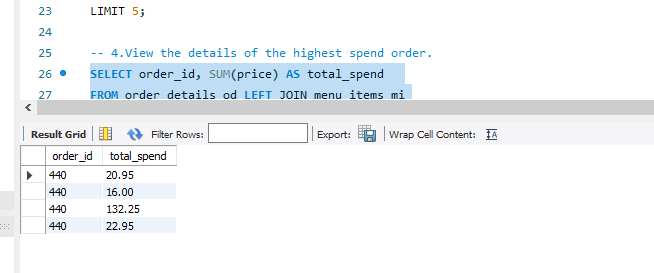 23 LIMIT 5;
24
25 -- 4.View the details of the highest spend order.
26 SELECT order_id, SUM(price) AS total_spend
27 FROM order_details od LEFT JOIN menu_items mi
Result Grid Filter Rows: Export: Wrap Cell Content: IA
order_id total_spend
440 20.95
440 16.00
440 132.25
440 22.95